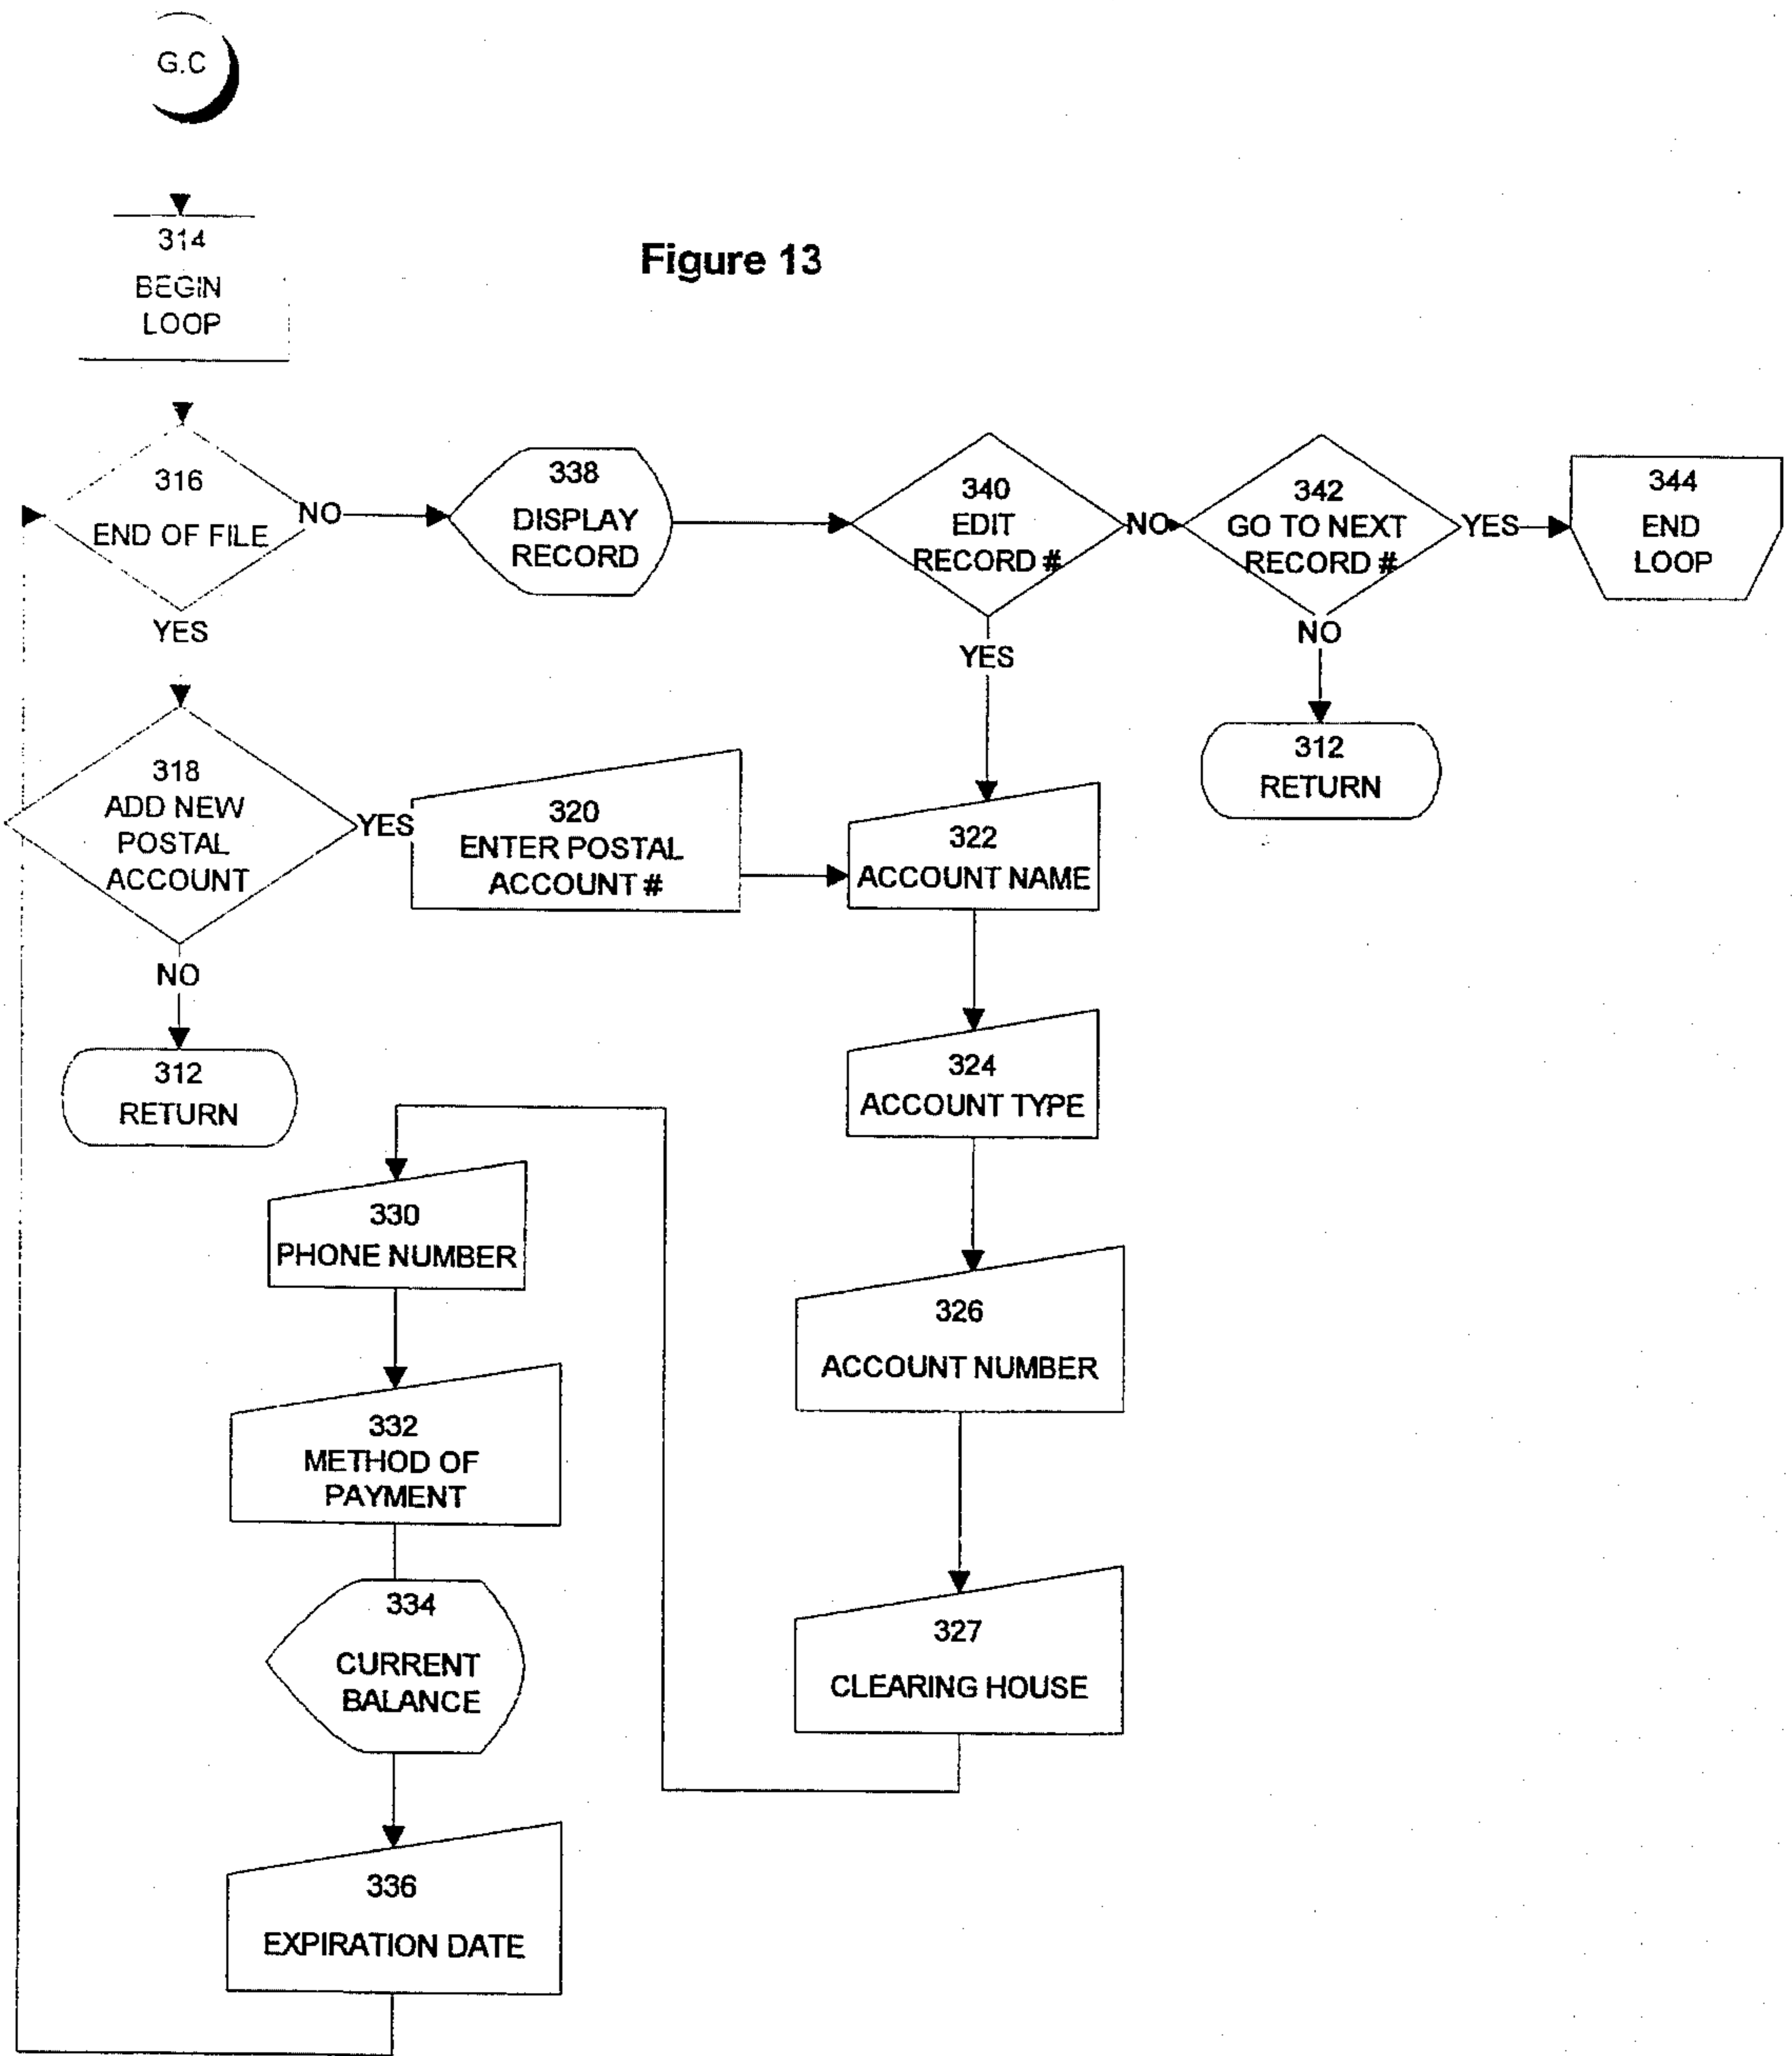 G.C
314
BEGIN
LOOP
Figure 13
316
END OF FILE
NO
338
DISPLAY
RECORD
340
EDIT
RECORD #
NO
342
GO TO NEXT
RECORD #
YES
344
END
LOOP
YES
YES
NO
312
RETURN
318
ADD NEW
POSTAL
ACCOUNT
YES
320
ENTER POSTAL
ACCOUNT #
322
ACCOUNT NAME
NO
312
RETURN
324
ACCOUNT TYPE
326
ACCOUNT NUMBER
327
CLEARING HOUSE
330
PHONE NUMBER
332
METHOD OF
PAYMENT
334
CURRENT
BALANCE
336
EXPIRATION DATE